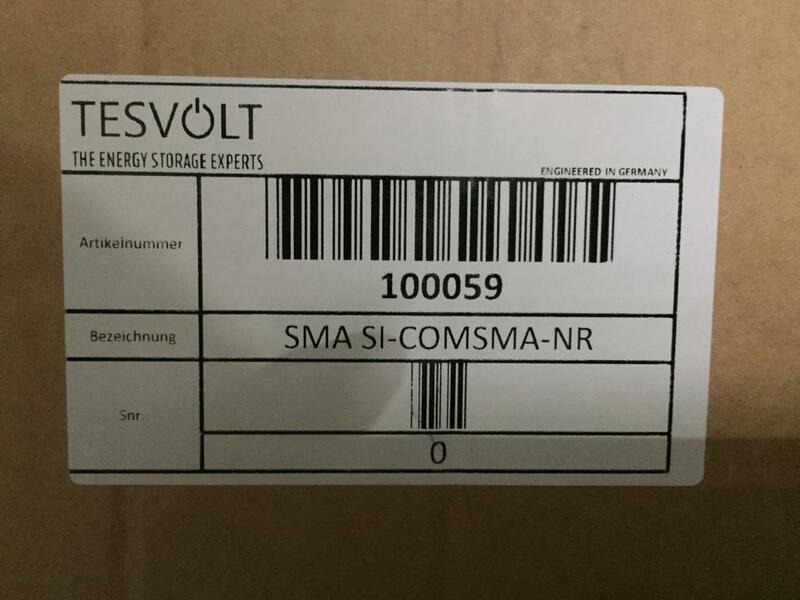 TESVOLT
THE ENERGY STORAGE EXPERTS
ENGINEERED IN GERMANY
Artikelnummer
100059
Bezeichnung
SMA SI-COMSMA-NR
Snr.:
0